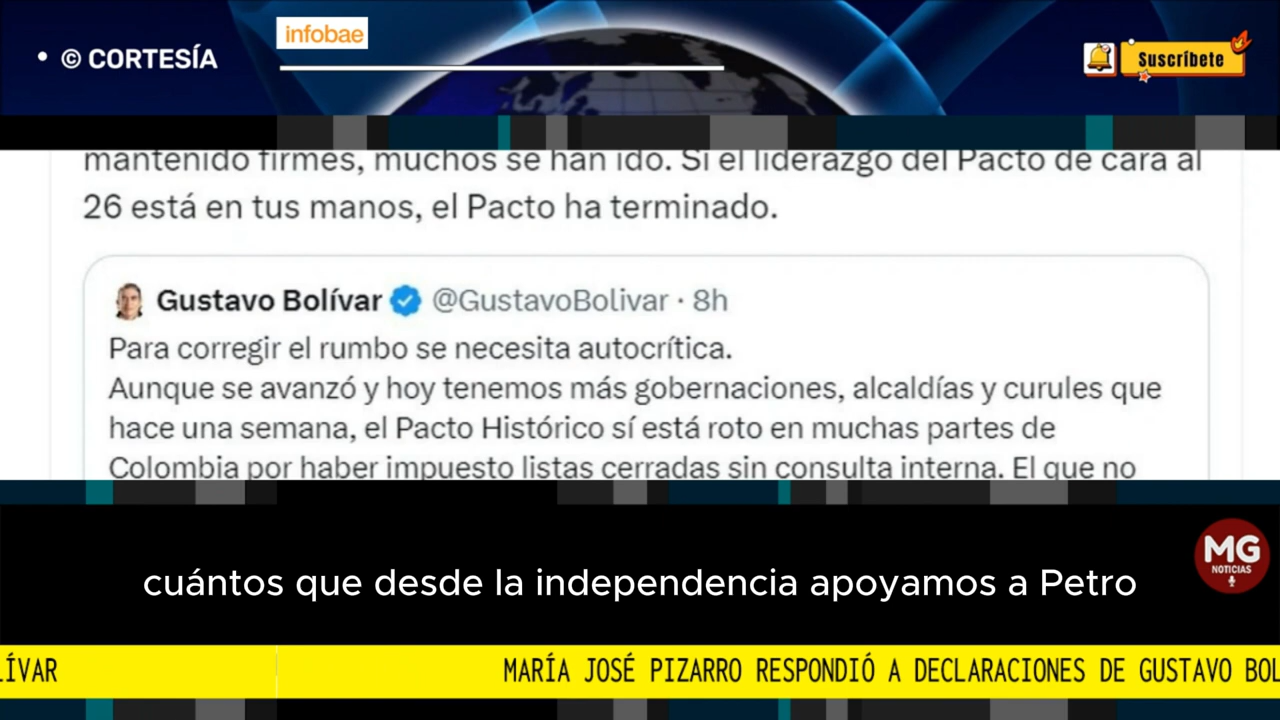 • © CORTESÍA
infobae
Suscríbete
mantenido firmes, muchos se han ido. Si el liderazgo del Pacto de cara al
26 está en tus manos, el Pacto ha terminado.
Gustavo Bolívar @GustavoBolivar · 8h
Para corregir el rumbo se necesita autocrítica.
Aunque se avanzó y hoy tenemos más gobernaciones, alcaldías y curules que
hace una semana, el Pacto Histórico sí está roto en muchas partes de
Colombia por haber impuesto listas cerradas sin consulta interna. El que no
cuántos que desde la independencia apoyamos a Petro
MG
NOTICIAS
LÍVAR MARÍA JOSÉ PIZARRO RESPONDIÓ A DECLARACIONES DE GUSTAVO BOL